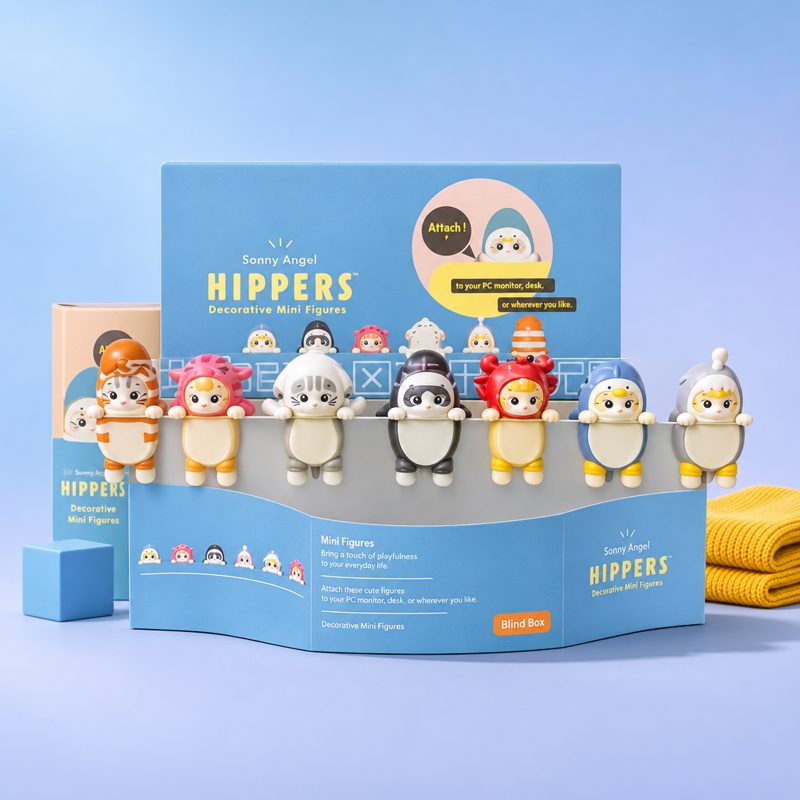 Sonny Angel
HIPPERS™
Decorative Mini Figures
Attach !
to your PC monitor, desk,
or wherever you like.
Sonny Angel
HIPPERS
Decorative
Mini Figures
Mini Figures
Bring a touch of playfulness
to your everyday life.
Attach these cute figures
to your PC monitor, desk, or wherever you like.
Decorative Mini Figures
Blind Box
Sonny Angel
HIPPERS™
Decorative Mini Figures